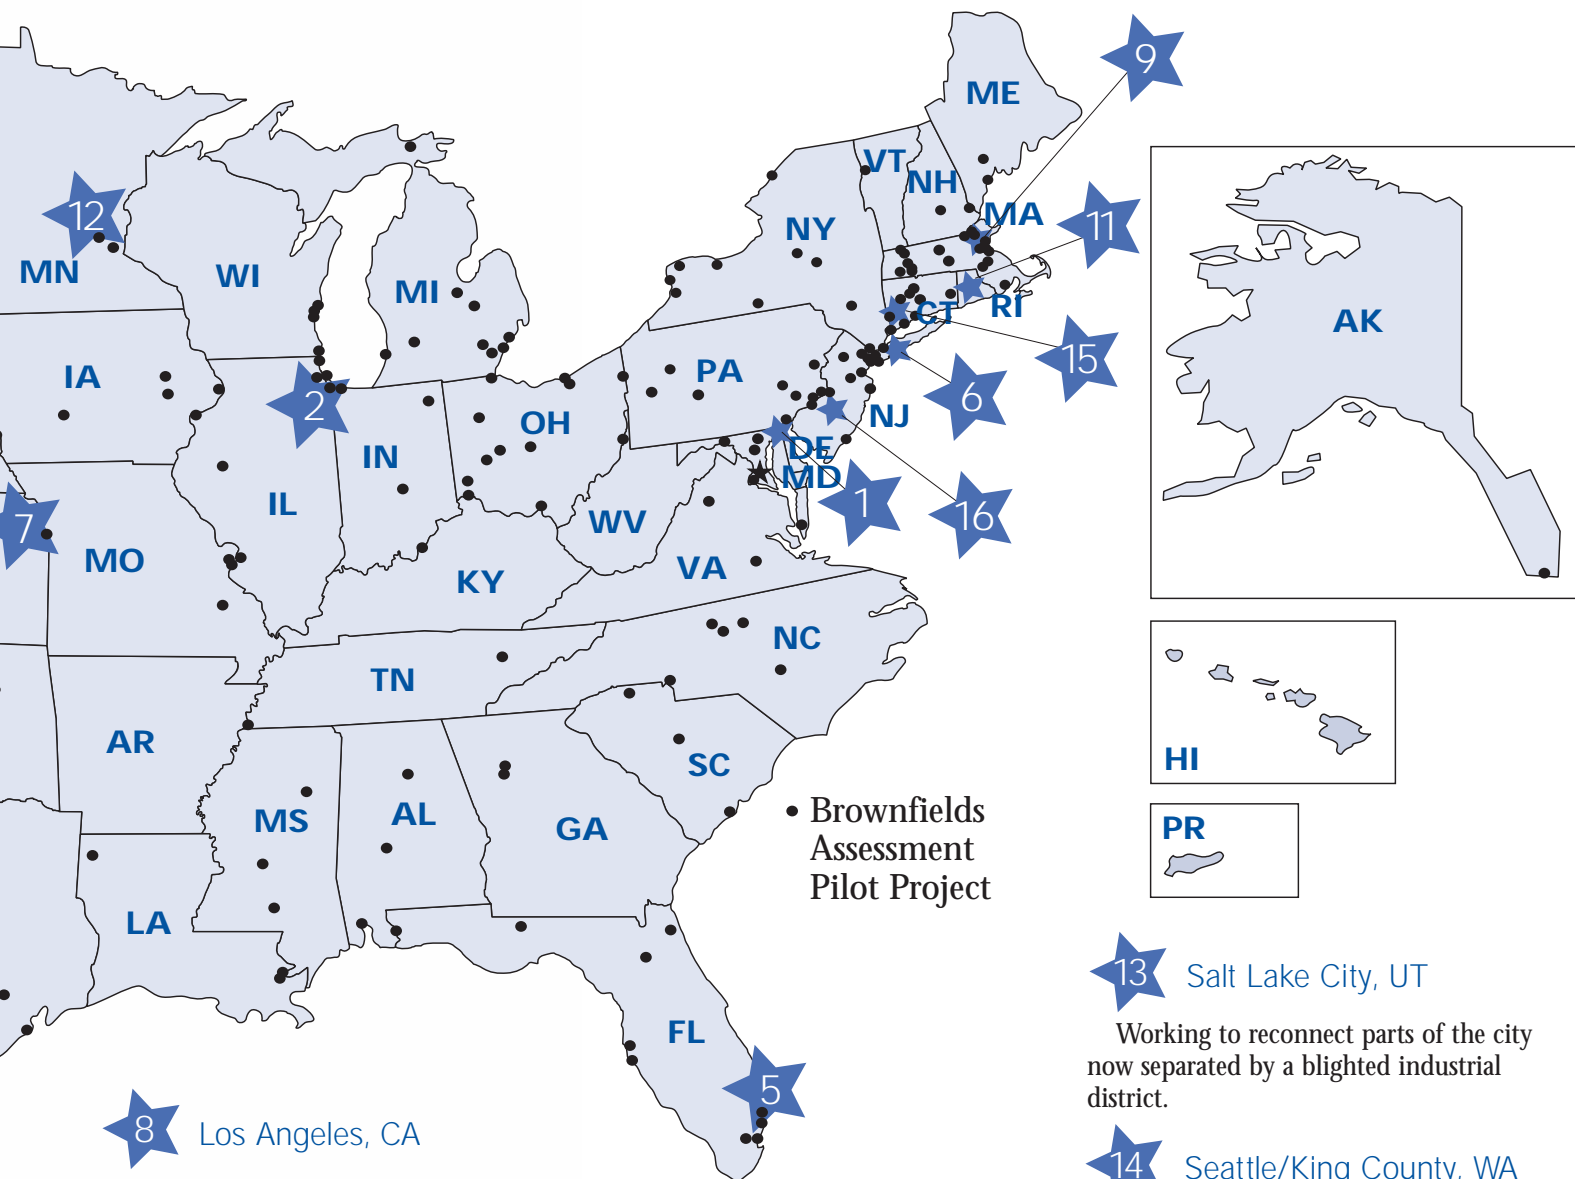 9
ME
VT
NH
12
MA
11
NY
MN
WI
MI
RI
CT
AK
15
IA
PA
6
2
NJ
OH
IN
DE
MD
1
16
IL
7
WV
MO
VA
KY
NC
TN
AR
SC
HI
MS
AL
GA
• Brownfields
Assessment
Pilot Project
PR
LA
13 Salt Lake City, UT
FL
Working to reconnect parts of the city
now separated by a blighted industrial
district.
5
8 Los Angeles, CA
14 Seattle/King County, WA